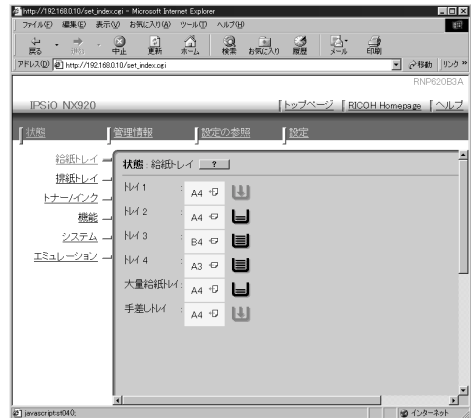 http://192.168.0.10/set_index.cgi - Microsoft Internet Explorer
ファイル(F) 編集(E) 表示(V) お気に入り(A) ツール(T) ヘルプ(H)
戻る 進む 中止 更新 ホーム 検索 お気に入り 履歴 メール 印刷
アドレス(D) http://192.168.0.10/set_index.cgi 移動 リンク »
RNP620B3A
IPSiO NX920 トップページ RICOH Homepage ヘルプ
状態 管理情報 設定の参照 設定
給紙トレイ
排紙トレイ
トナー/インク
機能
システム
エミュレーション
状態 : 給紙トレイ ?
トレイ 1 : A4
トレイ 2 : A4
トレイ 3 : B4
トレイ 4 : A3
大量給紙トレイ : A4
手差しトレイ : A4
javascript:st04(); インターネット